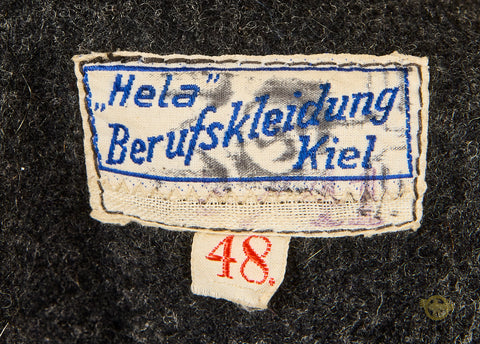 „Hela"
Berufskleidung
Kiel
48.